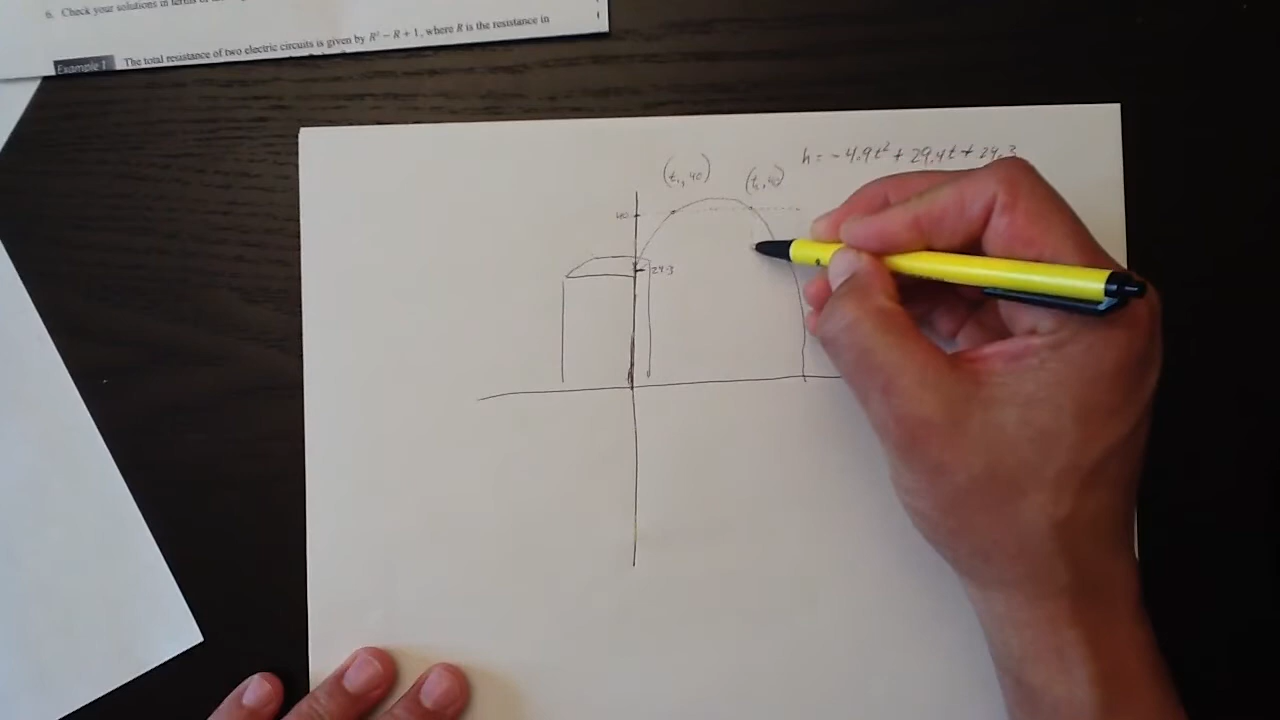 6. Check your solutions in terms of the
Example 1 The total resistance of two electric circuits is given by R² − R + 1, where R is the resistance in
h = -4.9t² + 29.4t + 24.3
(t₁, 40)
(t₂, 40)
40
24.3